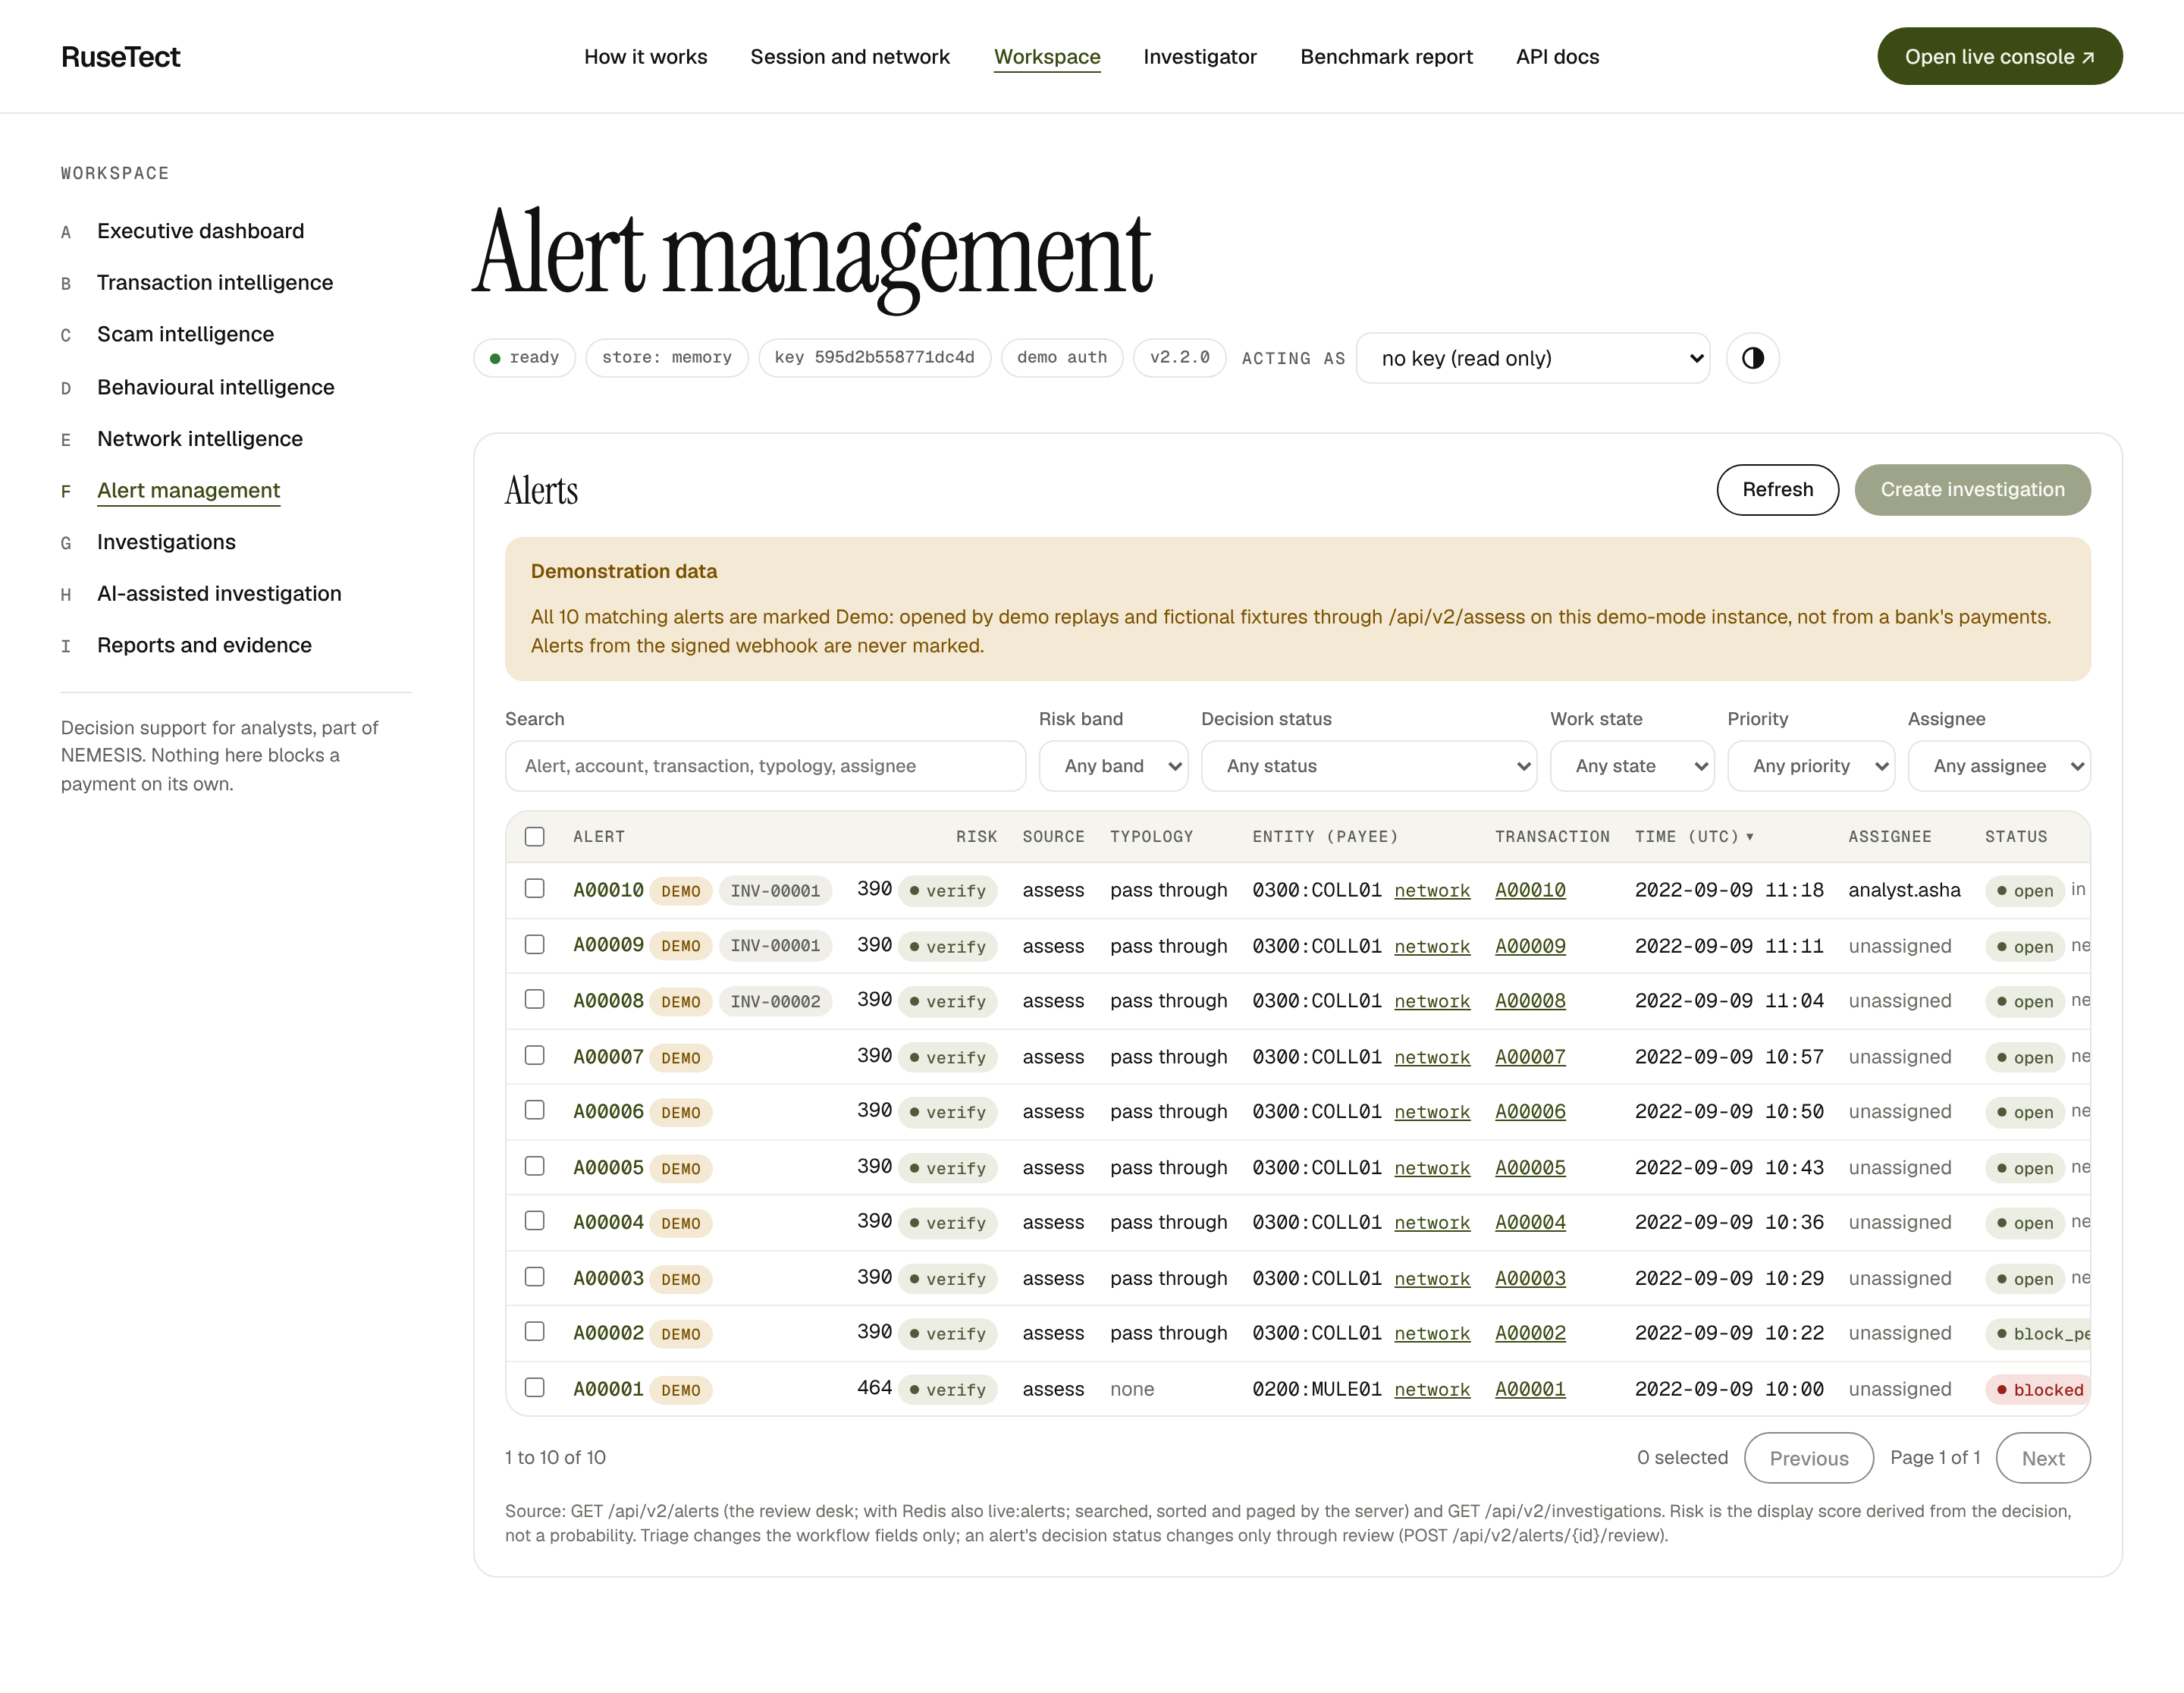 RuseTect
How it works Session and network Workspace Investigator Benchmark report API docs
Open live console ↗
WORKSPACE
A Executive dashboard
B Transaction intelligence
C Scam intelligence
D Behavioural intelligence
E Network intelligence
F Alert management
G Investigations
H AI-assisted investigation
I Reports and evidence
Decision support for analysts, part of
NEMESIS. Nothing here blocks a
payment on its own.
Alert management
ready store: memory key 595d2b558771dc4d demo auth v2.2.0 ACTING AS no key (read only)
Alerts
Refresh Create investigation
Demonstration data
All 10 matching alerts are marked Demo: opened by demo replays and fictional fixtures through /api/v2/assess on this demo-mode instance, not from a bank's payments.
Alerts from the signed webhook are never marked.
Search Risk band Decision status Work state Priority Assignee
Alert, account, transaction, typology, assignee Any band Any status Any state Any priority Any assignee
ALERT RISK SOURCE TYPOLOGY ENTITY (PAYEE) TRANSACTION TIME (UTC) ▼ ASSIGNEE STATUS
A00010 DEMO INV-00001 390 verify assess pass through 0300:COLL01 network A00010 2022-09-09 11:18 analyst.asha open in
A00009 DEMO INV-00001 390 verify assess pass through 0300:COLL01 network A00009 2022-09-09 11:11 unassigned open ne
A00008 DEMO INV-00002 390 verify assess pass through 0300:COLL01 network A00008 2022-09-09 11:04 unassigned open ne
A00007 DEMO 390 verify assess pass through 0300:COLL01 network A00007 2022-09-09 10:57 unassigned open ne
A00006 DEMO 390 verify assess pass through 0300:COLL01 network A00006 2022-09-09 10:50 unassigned open ne
A00005 DEMO 390 verify assess pass through 0300:COLL01 network A00005 2022-09-09 10:43 unassigned open ne
A00004 DEMO 390 verify assess pass through 0300:COLL01 network A00004 2022-09-09 10:36 unassigned open ne
A00003 DEMO 390 verify assess pass through 0300:COLL01 network A00003 2022-09-09 10:29 unassigned open ne
A00002 DEMO 390 verify assess pass through 0300:COLL01 network A00002 2022-09-09 10:22 unassigned block_pe
A00001 DEMO 464 verify assess none 0200:MULE01 network A00001 2022-09-09 10:00 unassigned blocked
1 to 10 of 10 0 selected Previous Page 1 of 1 Next
Source: GET /api/v2/alerts (the review desk; with Redis also live:alerts; searched, sorted and paged by the server) and GET /api/v2/investigations. Risk is the display score derived from the decision,
not a probability. Triage changes the workflow fields only; an alert's decision status changes only through review (POST /api/v2/alerts/{id}/review).